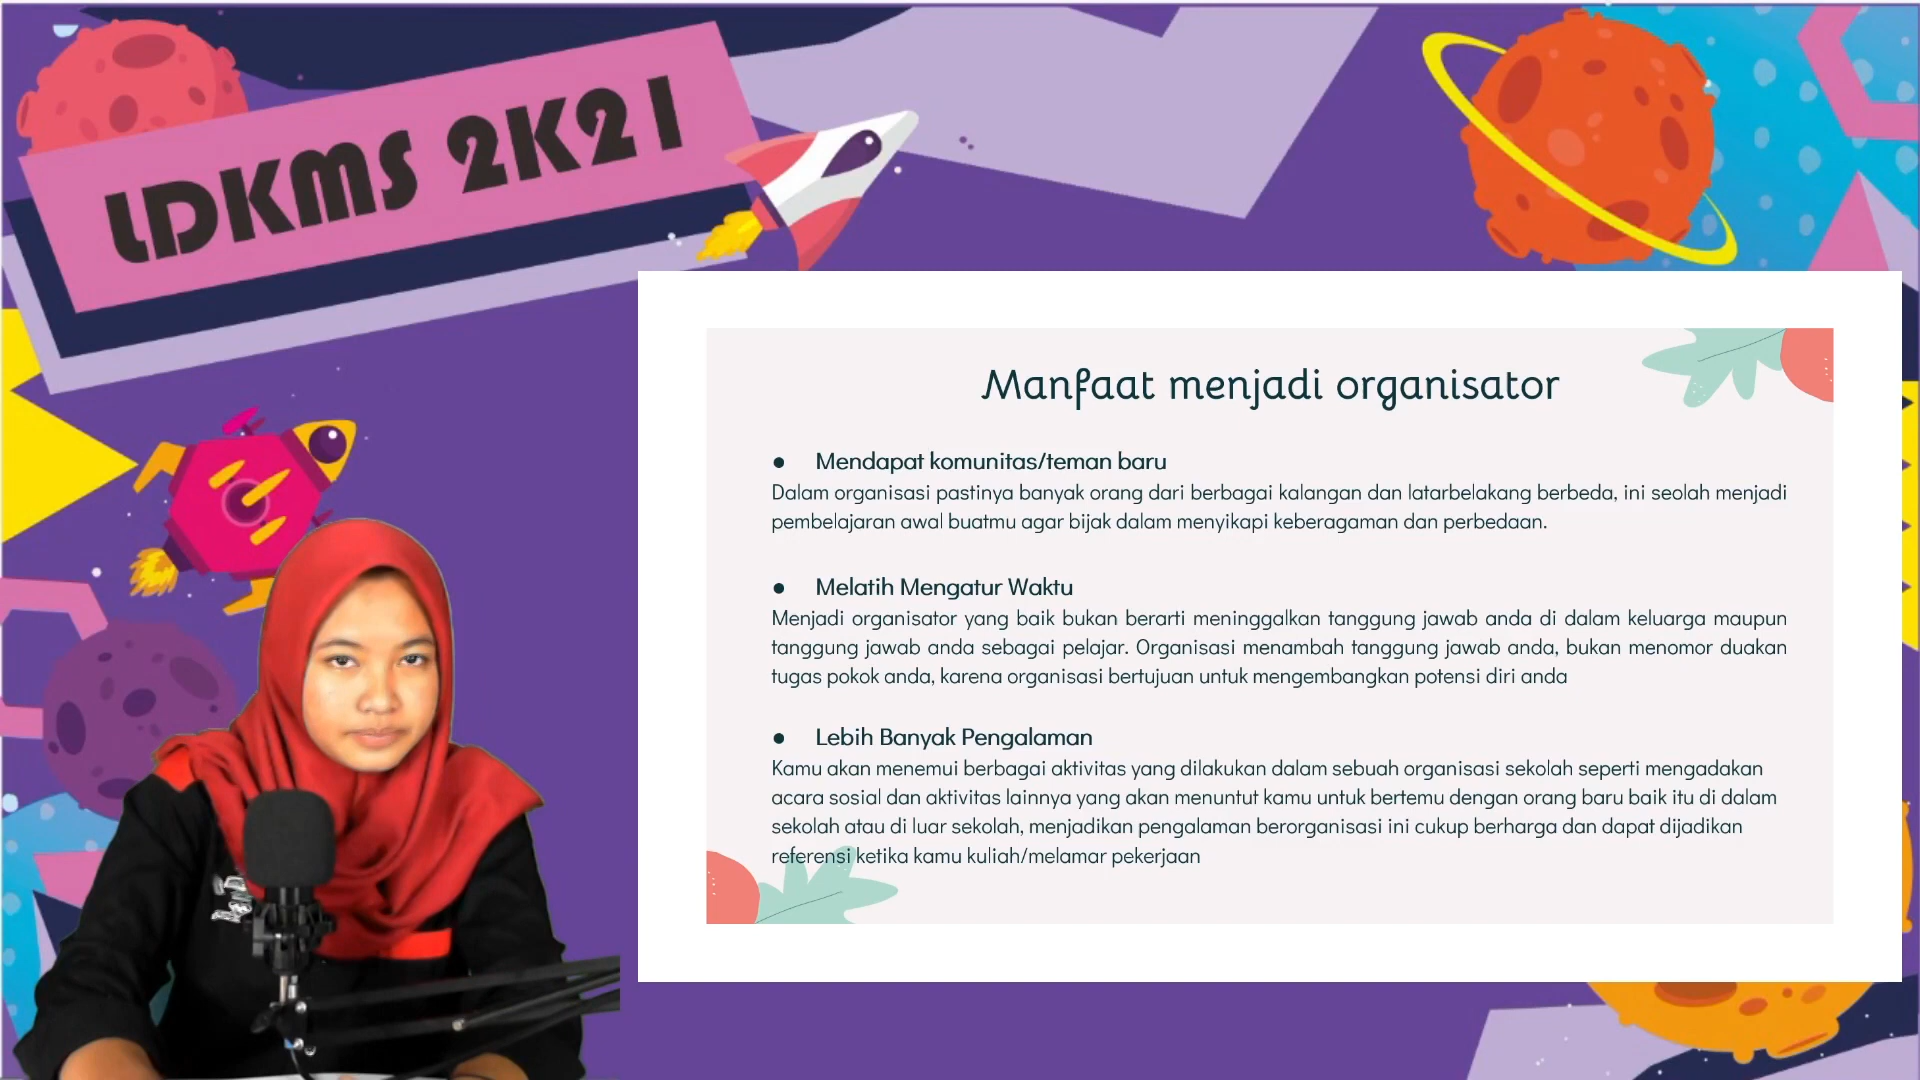 LDKMS 2K21
Manfaat menjadi organisator
● Mendapat komunitas/teman baru
Dalam organisasi pastinya banyak orang dari berbagai kalangan dan latarbelakang berbeda, ini seolah menjadi
pembelajaran awal buatmu agar bijak dalam menyikapi keberagaman dan perbedaan.
● Melatih Mengatur Waktu
Menjadi organisator yang baik bukan berarti meninggalkan tanggung jawab anda di dalam keluarga maupun
tanggung jawab anda sebagai pelajar. Organisasi menambah tanggung jawab anda, bukan menomor duakan
tugas pokok anda, karena organisasi bertujuan untuk mengembangkan potensi diri anda
● Lebih Banyak Pengalaman
Kamu akan menemui berbagai aktivitas yang dilakukan dalam sebuah organisasi sekolah seperti mengadakan
acara sosial dan aktivitas lainnya yang akan menuntut kamu untuk bertemu dengan orang baru baik itu di dalam
sekolah atau di luar sekolah, menjadikan pengalaman berorganisasi ini cukup berharga dan dapat dijadikan
referensi ketika kamu kuliah/melamar pekerjaan